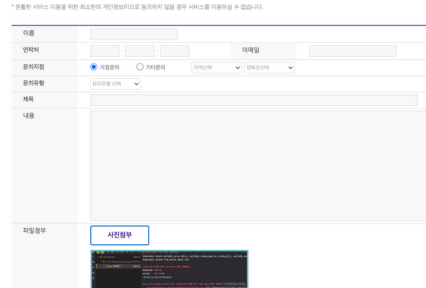 * 원활한 서비스 이용을 위한 최소한의 개인정보이므로 동의하지 않을 경우 서비스를 이용하실 수 없습니다.
이름
연락처 - - 이메일
문의지점 지점문의 기타문의 지역선택 영화관선택
문의유형 문의유형 선택
제목
내용
파일첨부 사진첨부